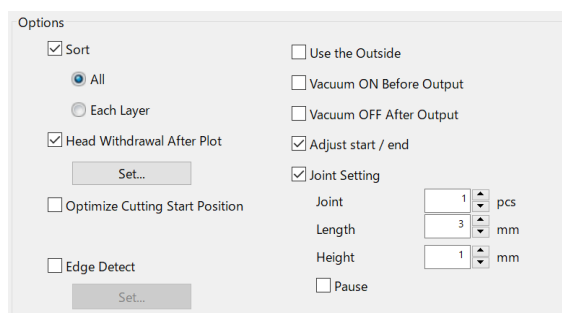 Options
Sort
All
Each Layer
Head Withdrawal After Plot
Set...
Optimize Cutting Start Position
Edge Detect
Set...
Use the Outside
Vacuum ON Before Output
Vacuum OFF After Output
Adjust start / end
Joint Setting
Joint 1 pcs
Length 3 mm
Height 1 mm
Pause